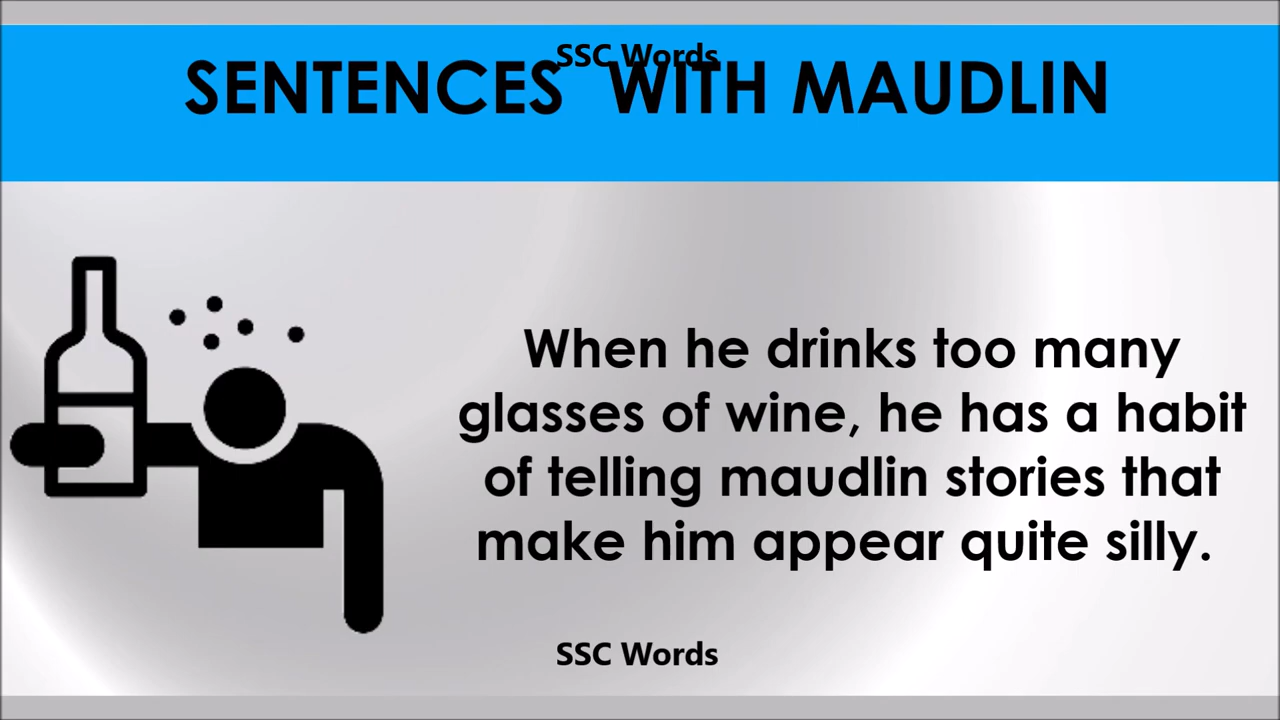 SSC Words
SENTENCES WITH MAUDLIN
When he drinks too many
glasses of wine, he has a habit
of telling maudlin stories that
make him appear quite silly.
SSC Words